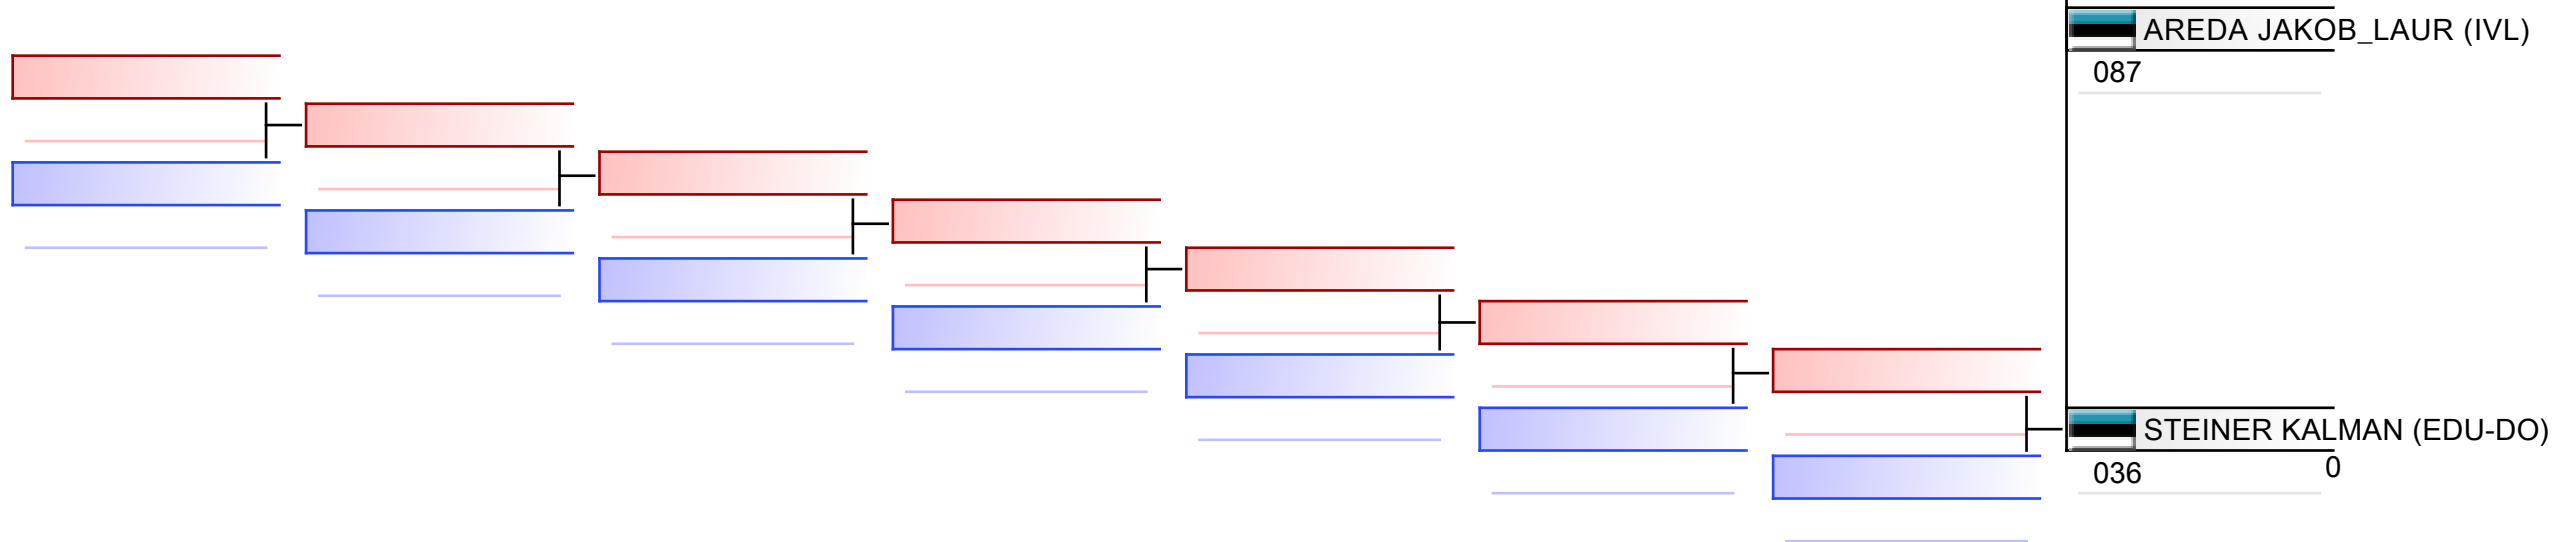 AREDA JAKOB_LAUR (IVL)
087
STEINER KALMAN (EDU-DO)
036
0